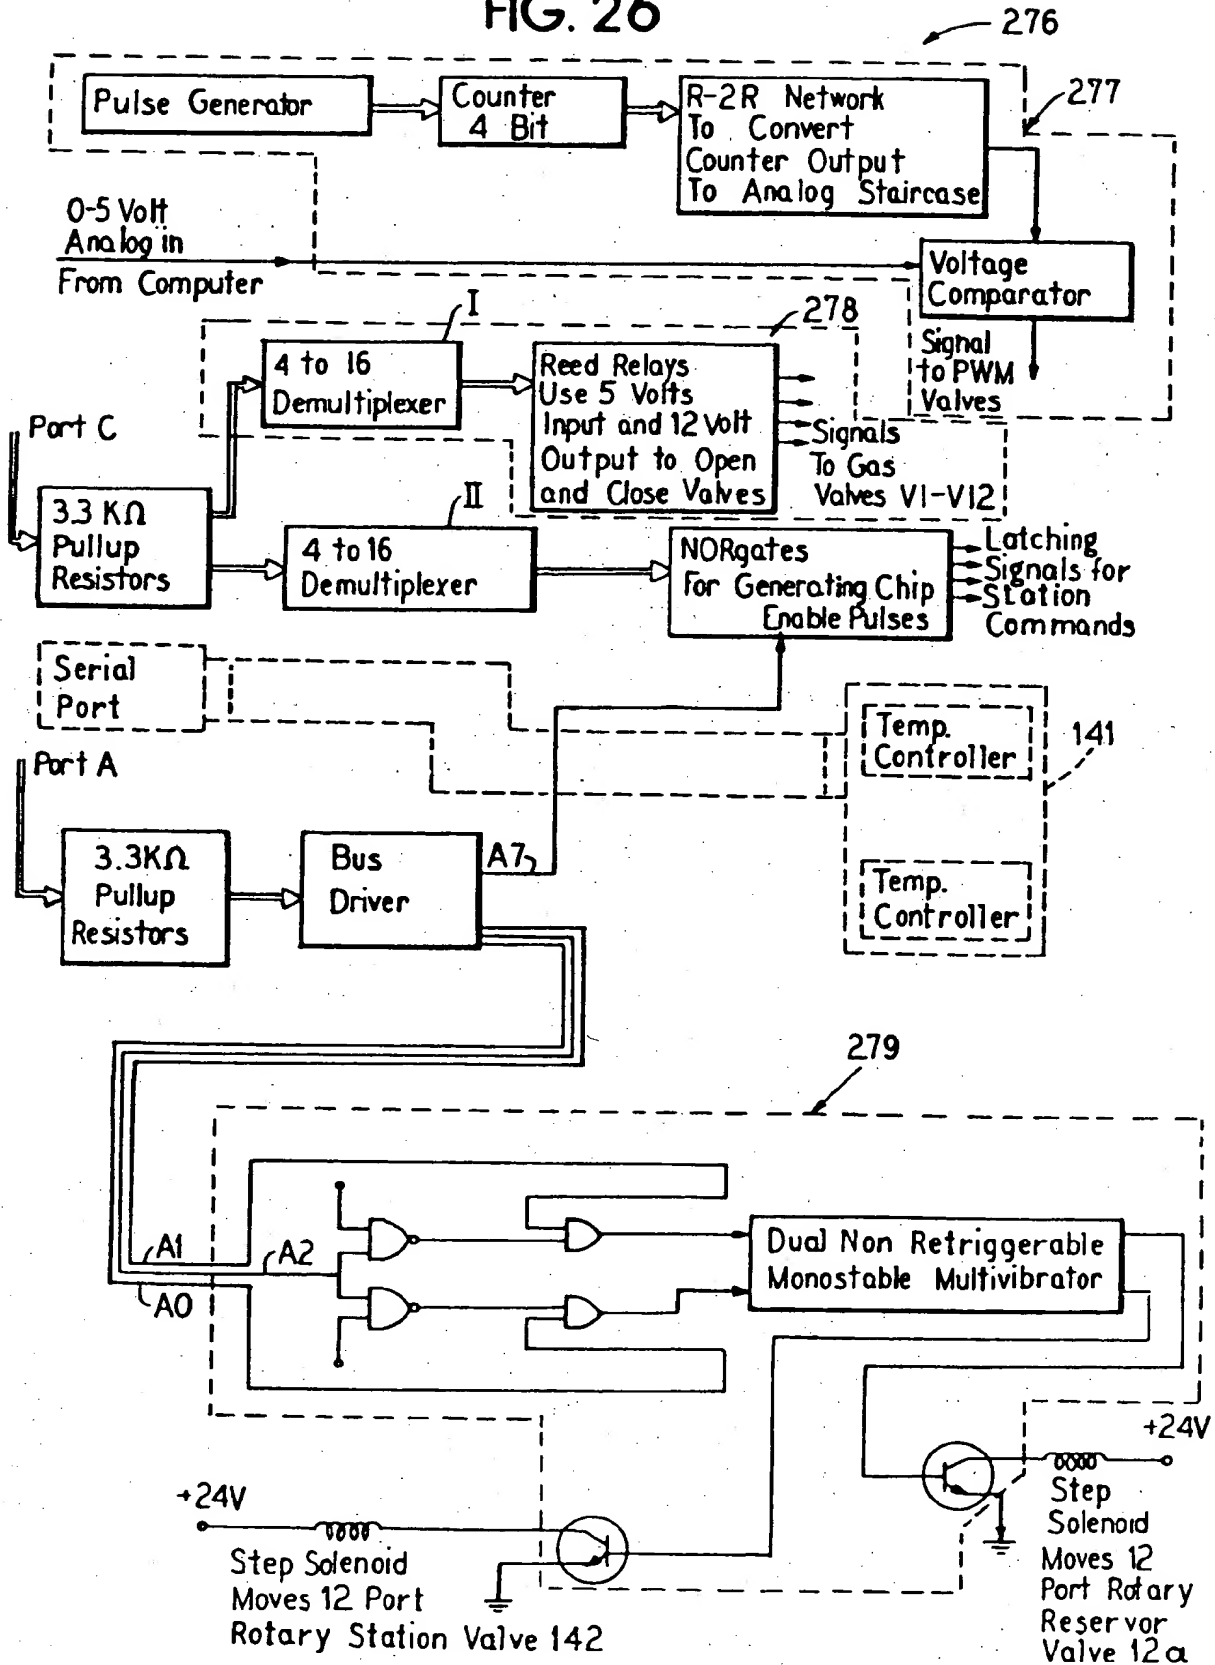 FIG. 26
276
Pulse Generator
Counter
4 Bit
R-2R Network
To Convert
Counter Output
To Analog Staircase
277
0-5 Volt
Analog in
From Computer
Voltage
Comparator
Signal
to PWM
Valves
I
278
4 to 16
Demultiplexer
Reed Relays
Use 5 Volts
Input and 12 Volt
Output to Open
and Close Valves
Signals
To Gas
Valves V1-V12
Port C
3.3 KΩ
Pullup
Resistors
II
4 to 16
Demultiplexer
NORgates
For Generating Chip
Enable Pulses
Latching
Signals for
Station
Commands
Serial
Port
Temp.
Controller
141
Temp.
Controller
Port A
3.3KΩ
Pullup
Resistors
Bus
Driver
A7
279
A1
A2
A0
Dual Non Retriggerable
Monostable Multivibrator
+24V
Step
Solenoid
Moves 12
Port Rotary
Reservor
Valve 12a
+24V
Step Solenoid
Moves 12 Port
Rotary Station Valve 142